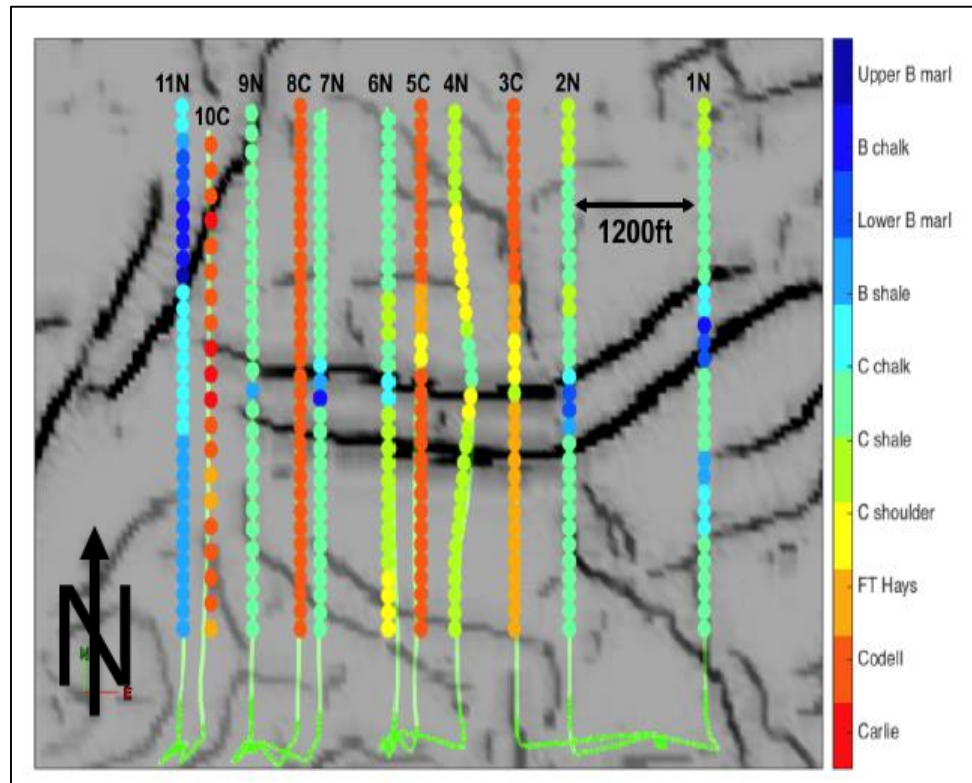 11N
10C
9N
8C
7N
6N
5C
4N
3C
2N
1N
1200ft
N
N
E
Upper B marl
B chalk
Lower B marl
B shale
C chalk
C shale
C shoulder
FT Hays
Codell
Carlie